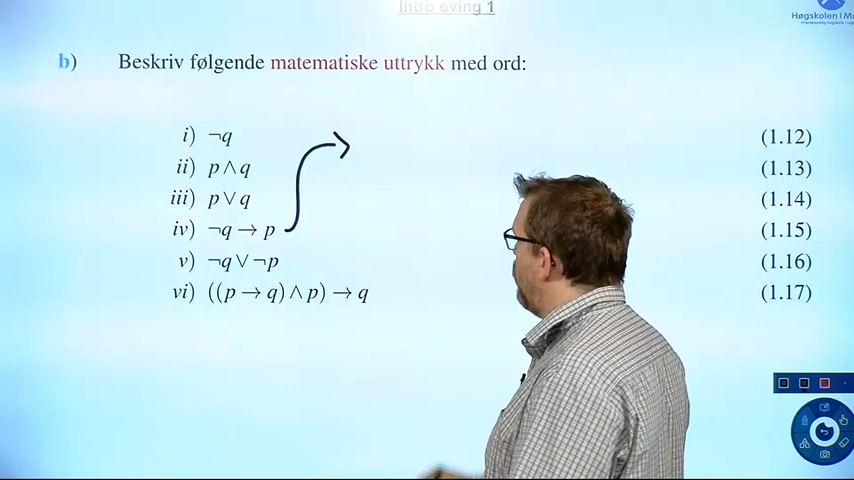 Intro øving 1
Høgskolen i Mo
b) Beskriv følgende matematiske uttrykk med ord:
i) ¬q (1.12)
ii) p ∧ q (1.13)
iii) p ∨ q (1.14)
iv) ¬q → p (1.15)
v) ¬q ∨ ¬p (1.16)
vi) ((p → q) ∧ p) → q (1.17)